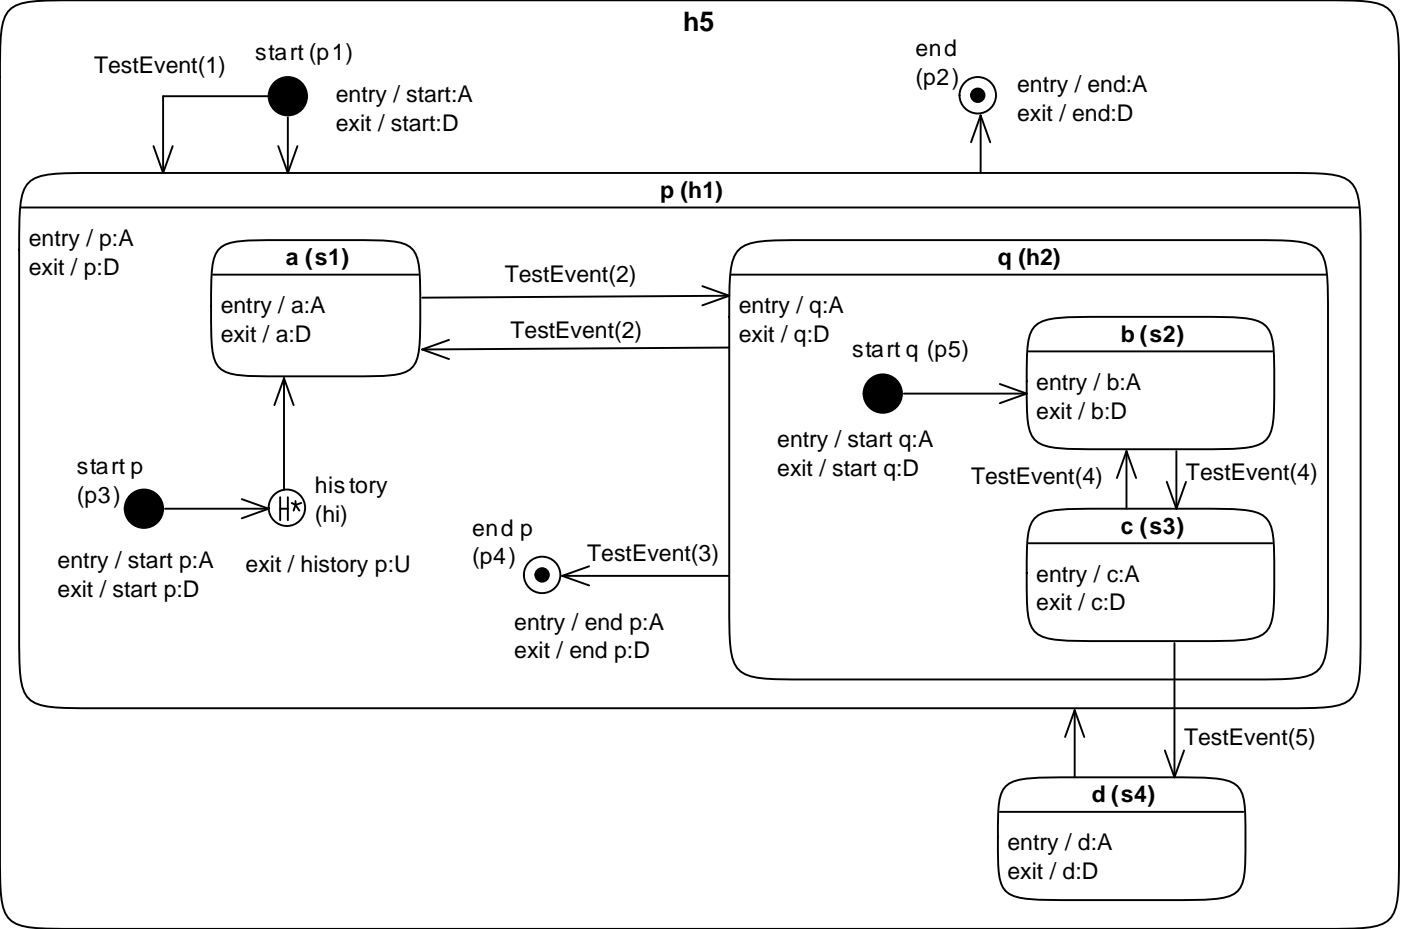 h5
start (p1)
TestEvent(1)
entry / start:A
exit / start:D
end
(p2)
entry / end:A
exit / end:D
p (h1)
entry / p:A
exit / p:D
a (s1)
entry / a:A
exit / a:D
TestEvent(2)
TestEvent(2)
q (h2)
entry / q:A
exit / q:D
start q (p5)
entry / start q:A
exit / start q:D
b (s2)
entry / b:A
exit / b:D
TestEvent(4)
TestEvent(4)
c (s3)
entry / c:A
exit / c:D
start p
(p3)
entry / start p:A
exit / start p:D
H*
history
(hi)
exit / history p:U
end p
(p4)
TestEvent(3)
entry / end p:A
exit / end p:D
TestEvent(5)
d (s4)
entry / d:A
exit / d:D